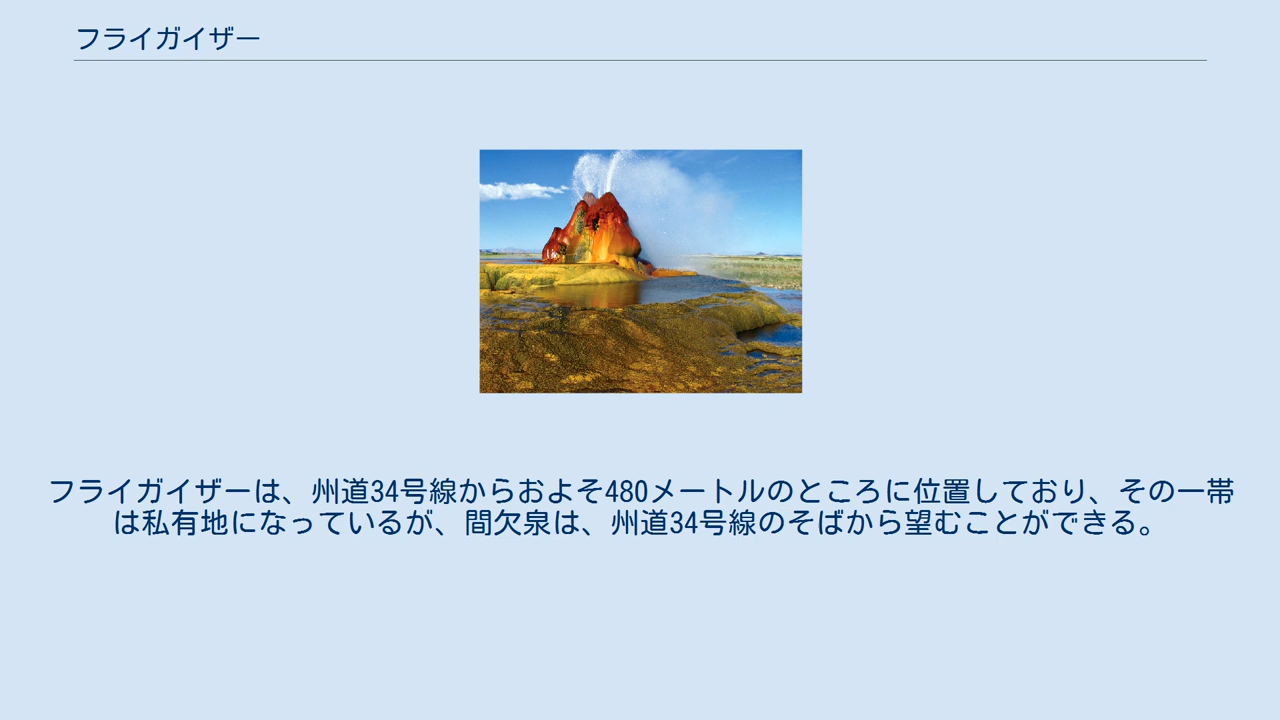 フライガイザー
フライガイザーは、州道34号線からおよそ480メートルのところに位置しており、その一帯
は私有地になっているが、間欠泉は、州道34号線のそばから望むことができる。